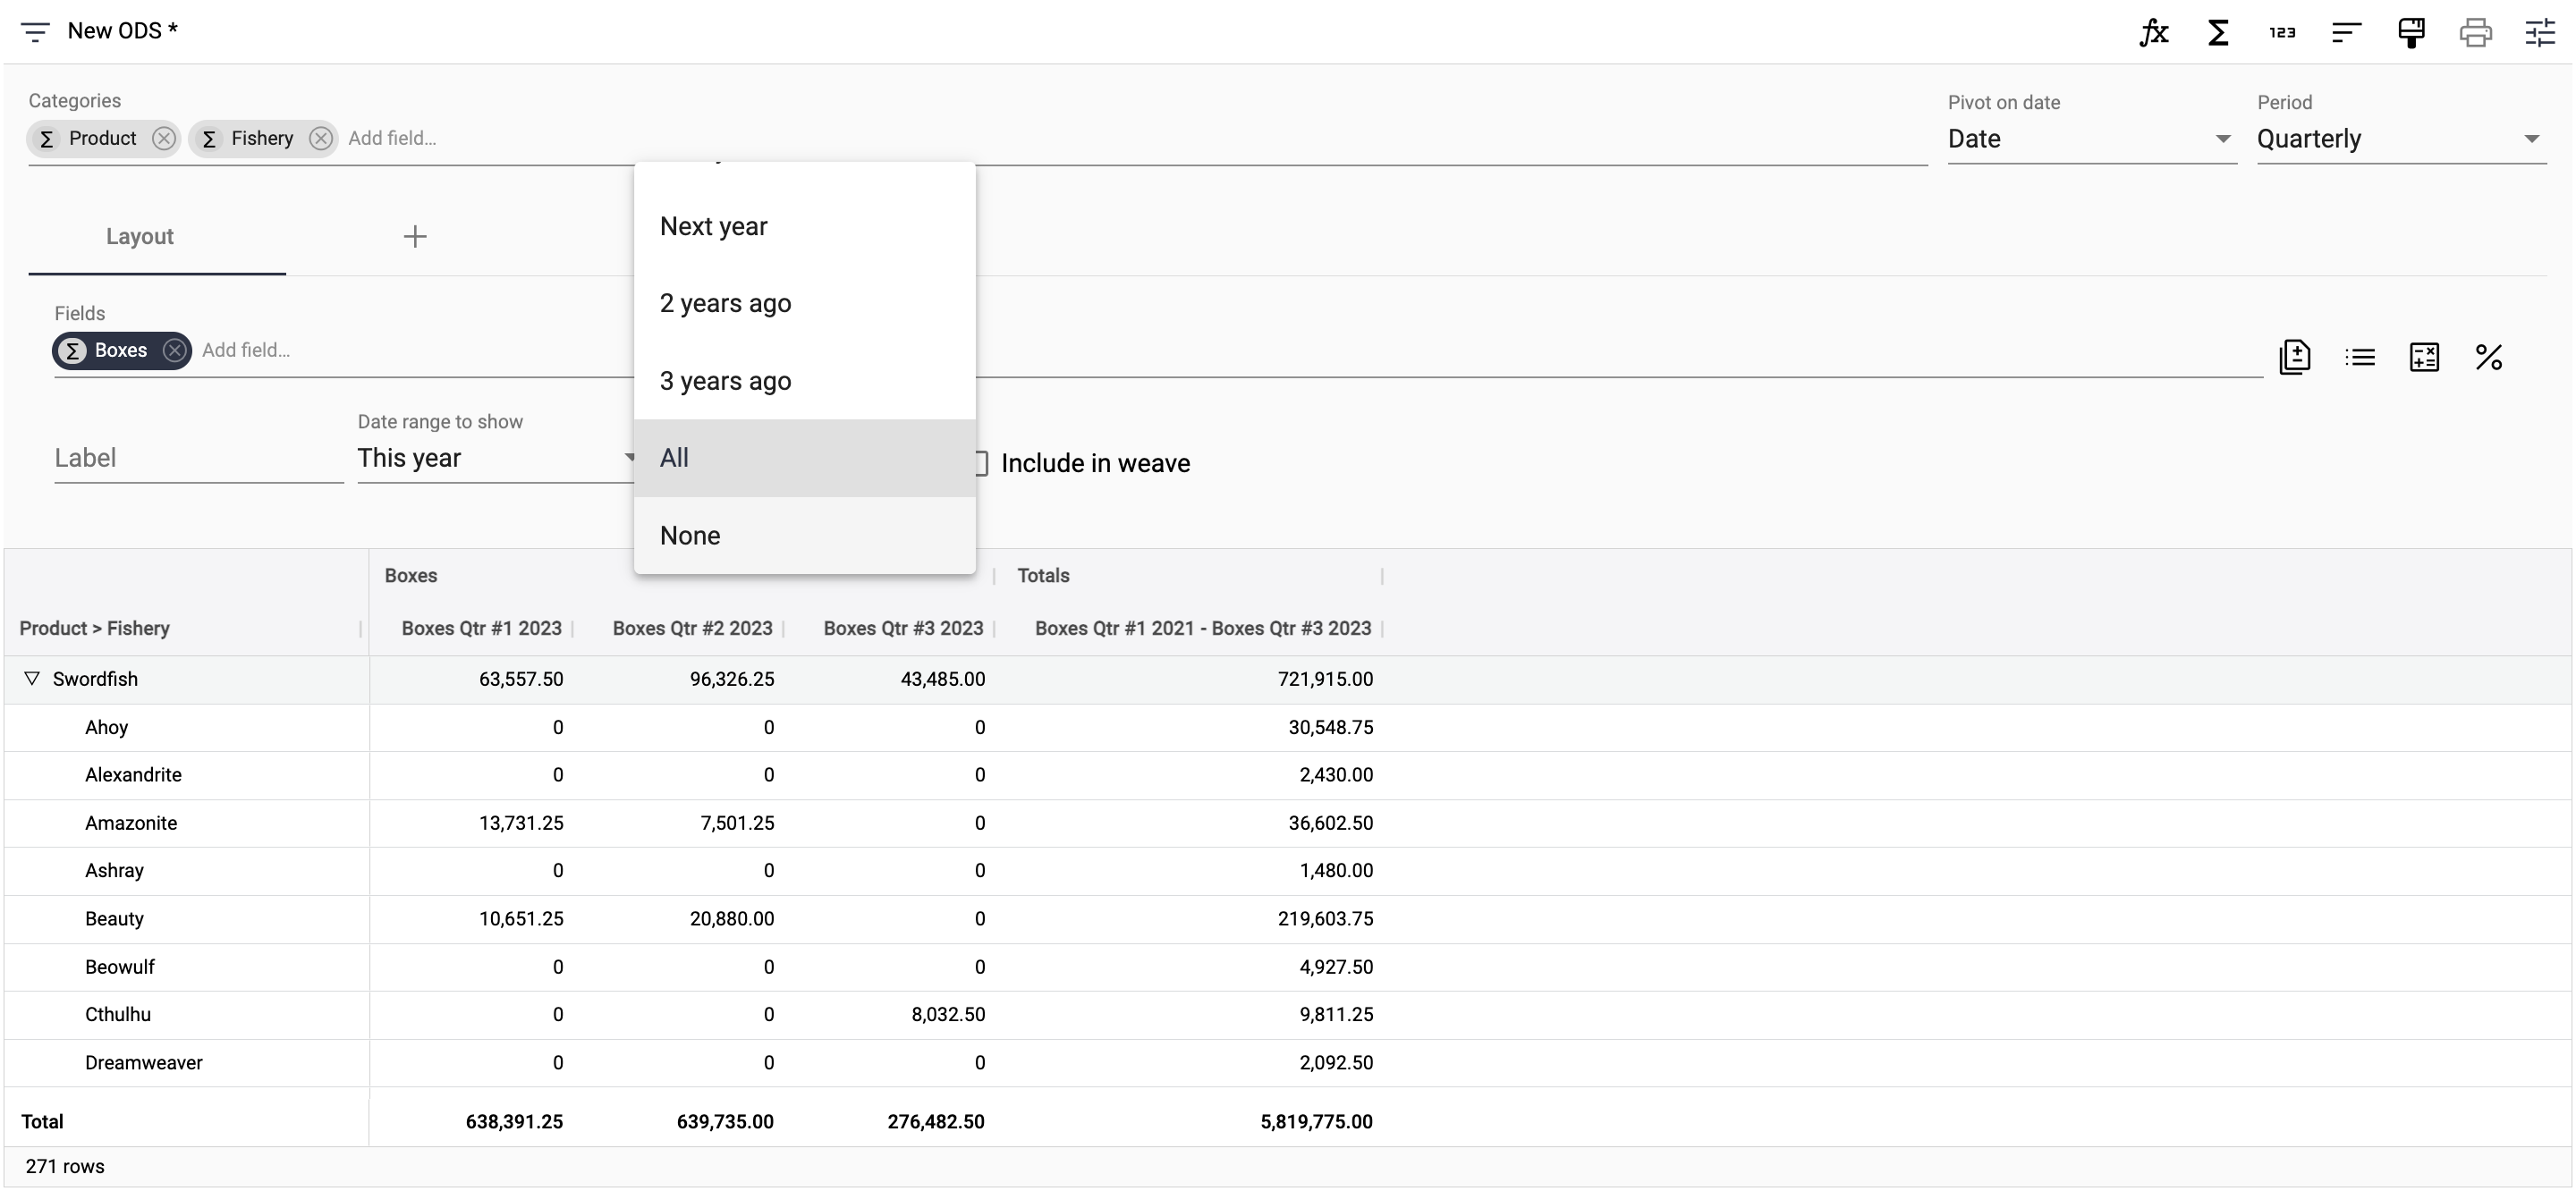 New ODS *
fx Σ 123
Categories
Σ Product Σ Fishery Add field...
Pivot on date
Date
Period
Quarterly
Layout +
Fields
Σ Boxes Add field...
Label
Date range to show
This year
Next year
2 years ago
3 years ago
All
None
Include in weave
Boxes Totals
Product > Fishery Boxes Qtr #1 2023 Boxes Qtr #2 2023 Boxes Qtr #3 2023 Boxes Qtr #1 2021 - Boxes Qtr #3 2023
Swordfish 63,557.50 96,326.25 43,485.00 721,915.00
Ahoy 0 0 0 30,548.75
Alexandrite 0 0 0 2,430.00
Amazonite 13,731.25 7,501.25 0 36,602.50
Ashray 0 0 0 1,480.00
Beauty 10,651.25 20,880.00 0 219,603.75
Beowulf 0 0 0 4,927.50
Cthulhu 0 0 8,032.50 9,811.25
Dreamweaver 0 0 0 2,092.50
Total 638,391.25 639,735.00 276,482.50 5,819,775.00
271 rows